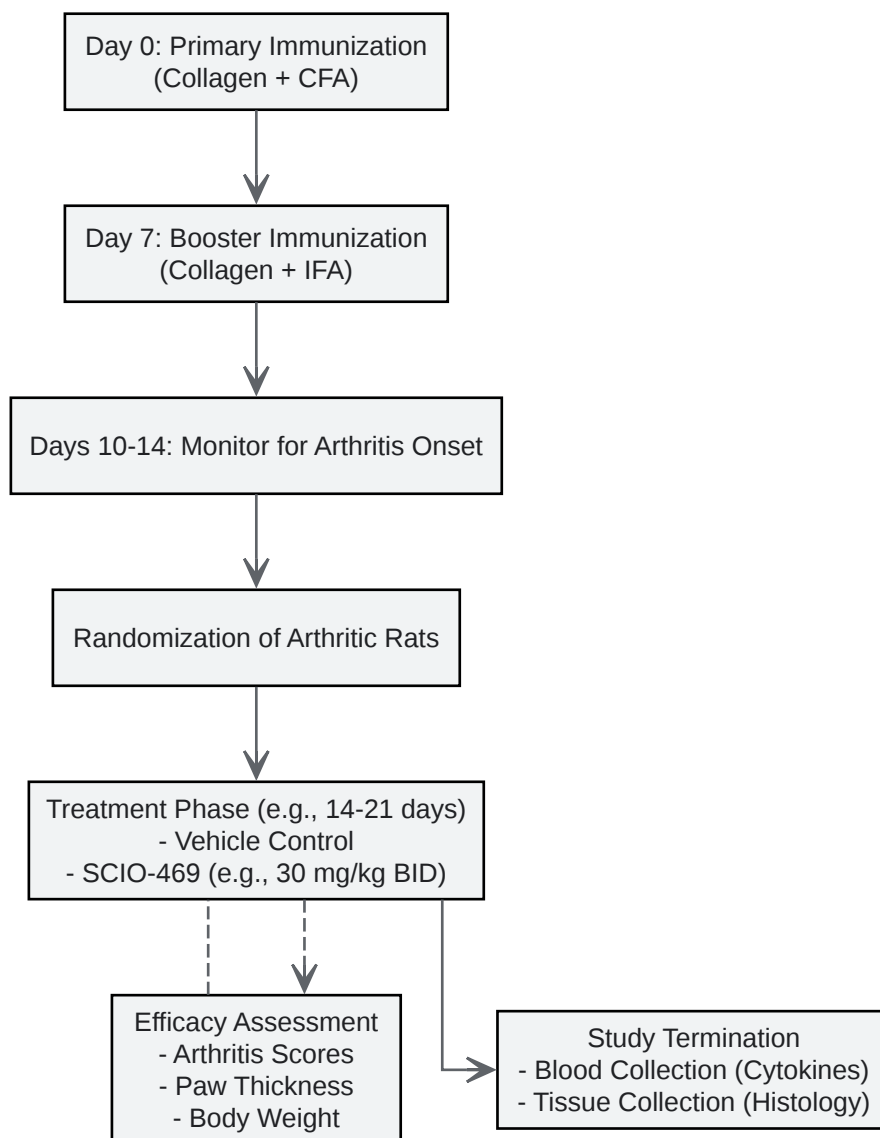 Day 0: Primary Immunization
(Collagen + CFA)
Day 7: Booster Immunization
(Collagen + IFA)
Days 10-14: Monitor for Arthritis Onset
Randomization of Arthritic Rats
Treatment Phase (e.g., 14-21 days)
- Vehicle Control
- SCIO-469 (e.g., 30 mg/kg BID)
Efficacy Assessment
- Arthritis Scores
- Paw Thickness
- Body Weight
Study Termination
- Blood Collection (Cytokines)
- Tissue Collection (Histology)